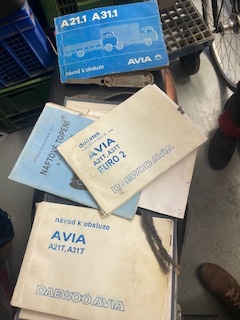 A21.1 A31.1
návod k obsluze
AVIA
NAFTOVÉ TOPENÍ
dodatek
AVIA
A21T, A31T
EURO 2
DAEWOO AVIA
návod k obsluze
AVIA
A21T, A31T
DAEWOO AVIA